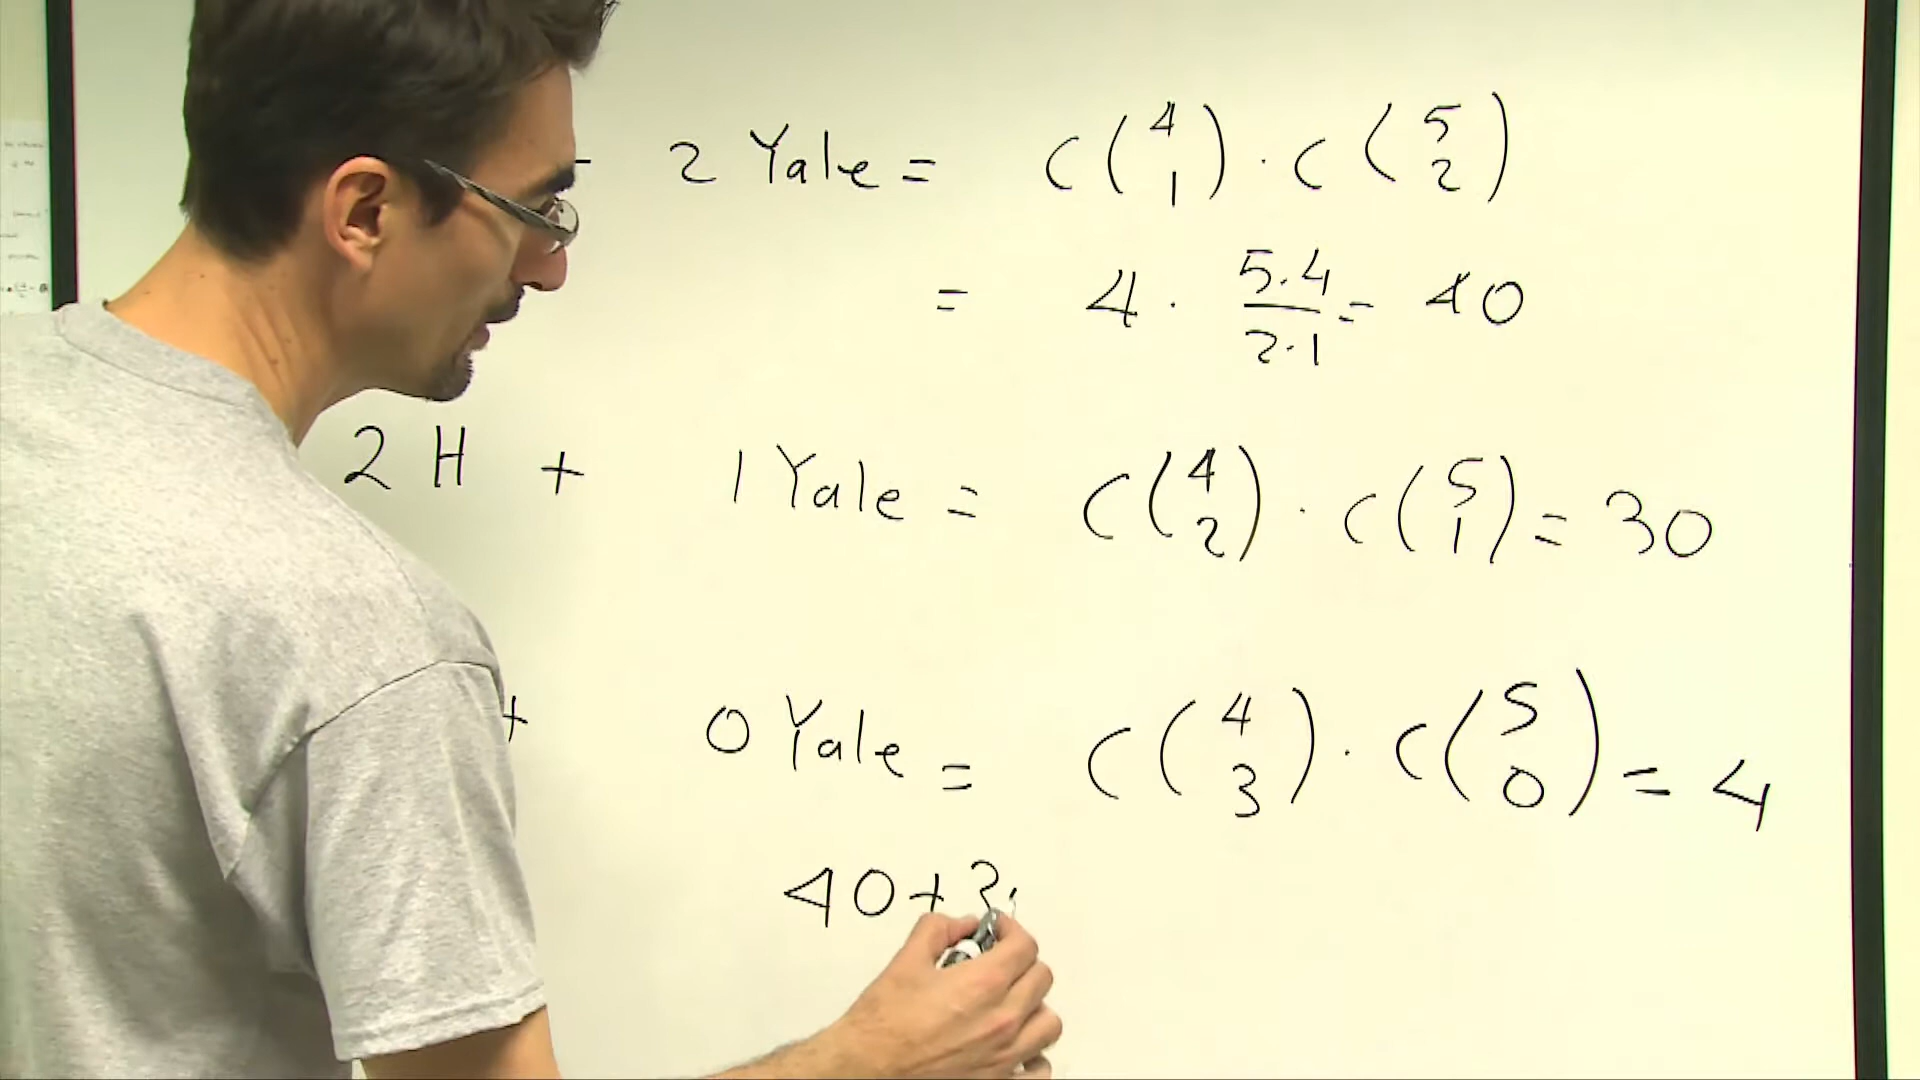 - 2 Yale = C(4 1) · C(5 2)
= 4 · 5·4/2·1 = 40
2 H + 1 Yale = C(4 2) · C(5 1) = 30
+ 0 Yale = C(4 3) · C(5 0) = 4
40+3